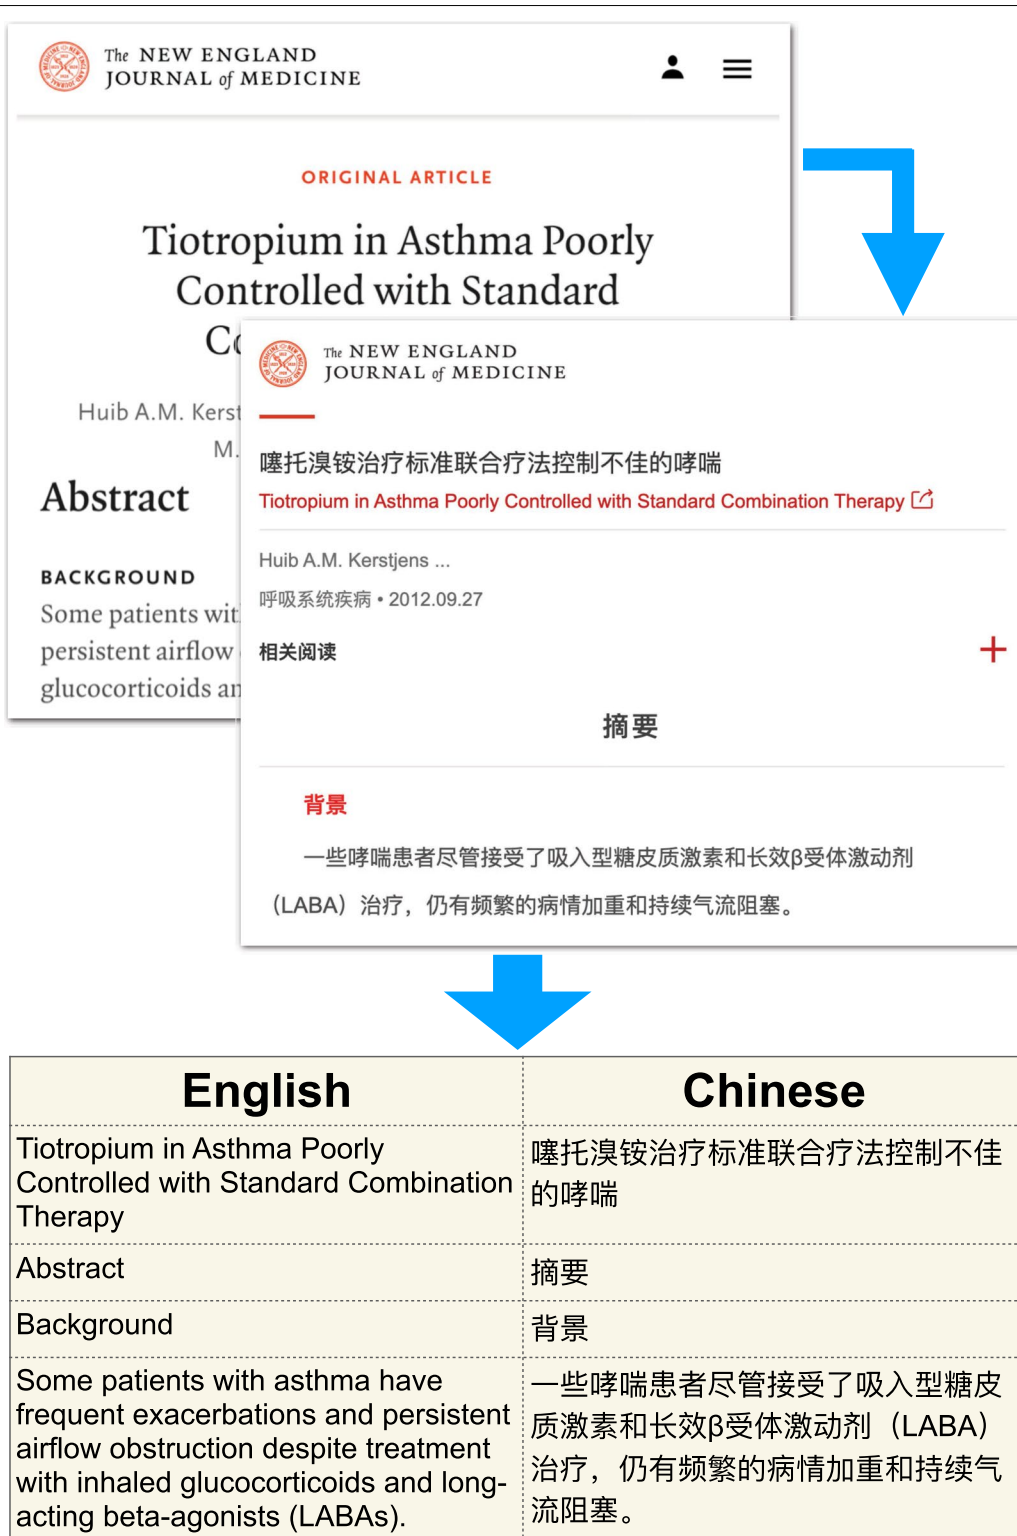 The NEW ENGLAND
JOURNAL of MEDICINE
ORIGINAL ARTICLE
Tiotropium in Asthma Poorly
Controlled with Standard
Huib A.M.
M.
Abstract
BACKGROUND
Some patients
persistent airflow
glucocorticoids
The NEW ENGLAND
JOURNAL of MEDICINE
噻托溴铵治疗标准联合疗法控制不佳的哮喘
Tiotropium in Asthma Poorly Controlled with Standard Combination Therapy
Huib A.M. Kerstjens ...
呼吸系统疾病 • 2012.09.27
相关阅读
摘要
背景
一些哮喘患者尽管接受了吸入型糖皮质激素和长效β受体激动剂
（LABA）治疗，仍有频繁的病情加重和持续气流阻塞。
English
Chinese
Tiotropium in Asthma Poorly
Controlled with Standard Combination
Therapy
噻托溴铵治疗标准联合疗法控制不佳
的哮喘
Abstract
摘要
Background
背景
Some patients with asthma have
frequent exacerbations and persistent
airflow obstruction despite treatment
with inhaled glucocorticoids and long-
acting beta-agonists (LABAs).
一些哮喘患者尽管接受了吸入型糖皮
质激素和长效β受体激动剂（LABA）
治疗，仍有频繁的病情加重和持续气
流阻塞。